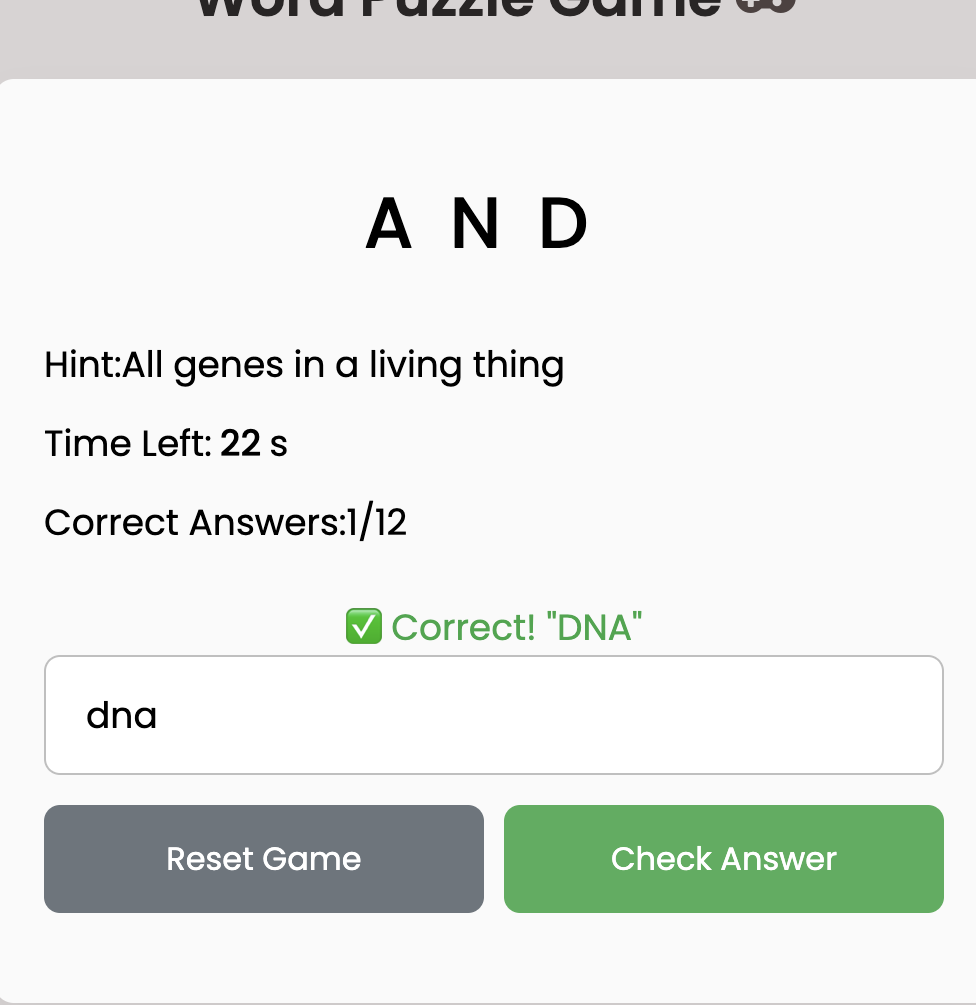 Word Puzzle Game
A N D
Hint:All genes in a living thing
Time Left: 22 s
Correct Answers:1/12
✅ Correct! "DNA"
dna
Reset Game
Check Answer